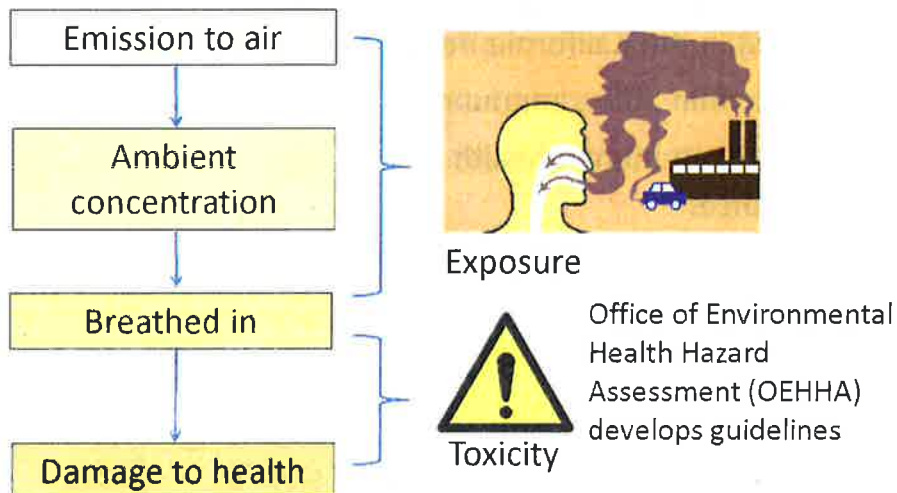 Emission to air
Ambient
concentration
Breathed in
Damage to health
Exposure
Toxicity
Office of Environmental
Health Hazard
Assessment (OEHHA)
develops guidelines